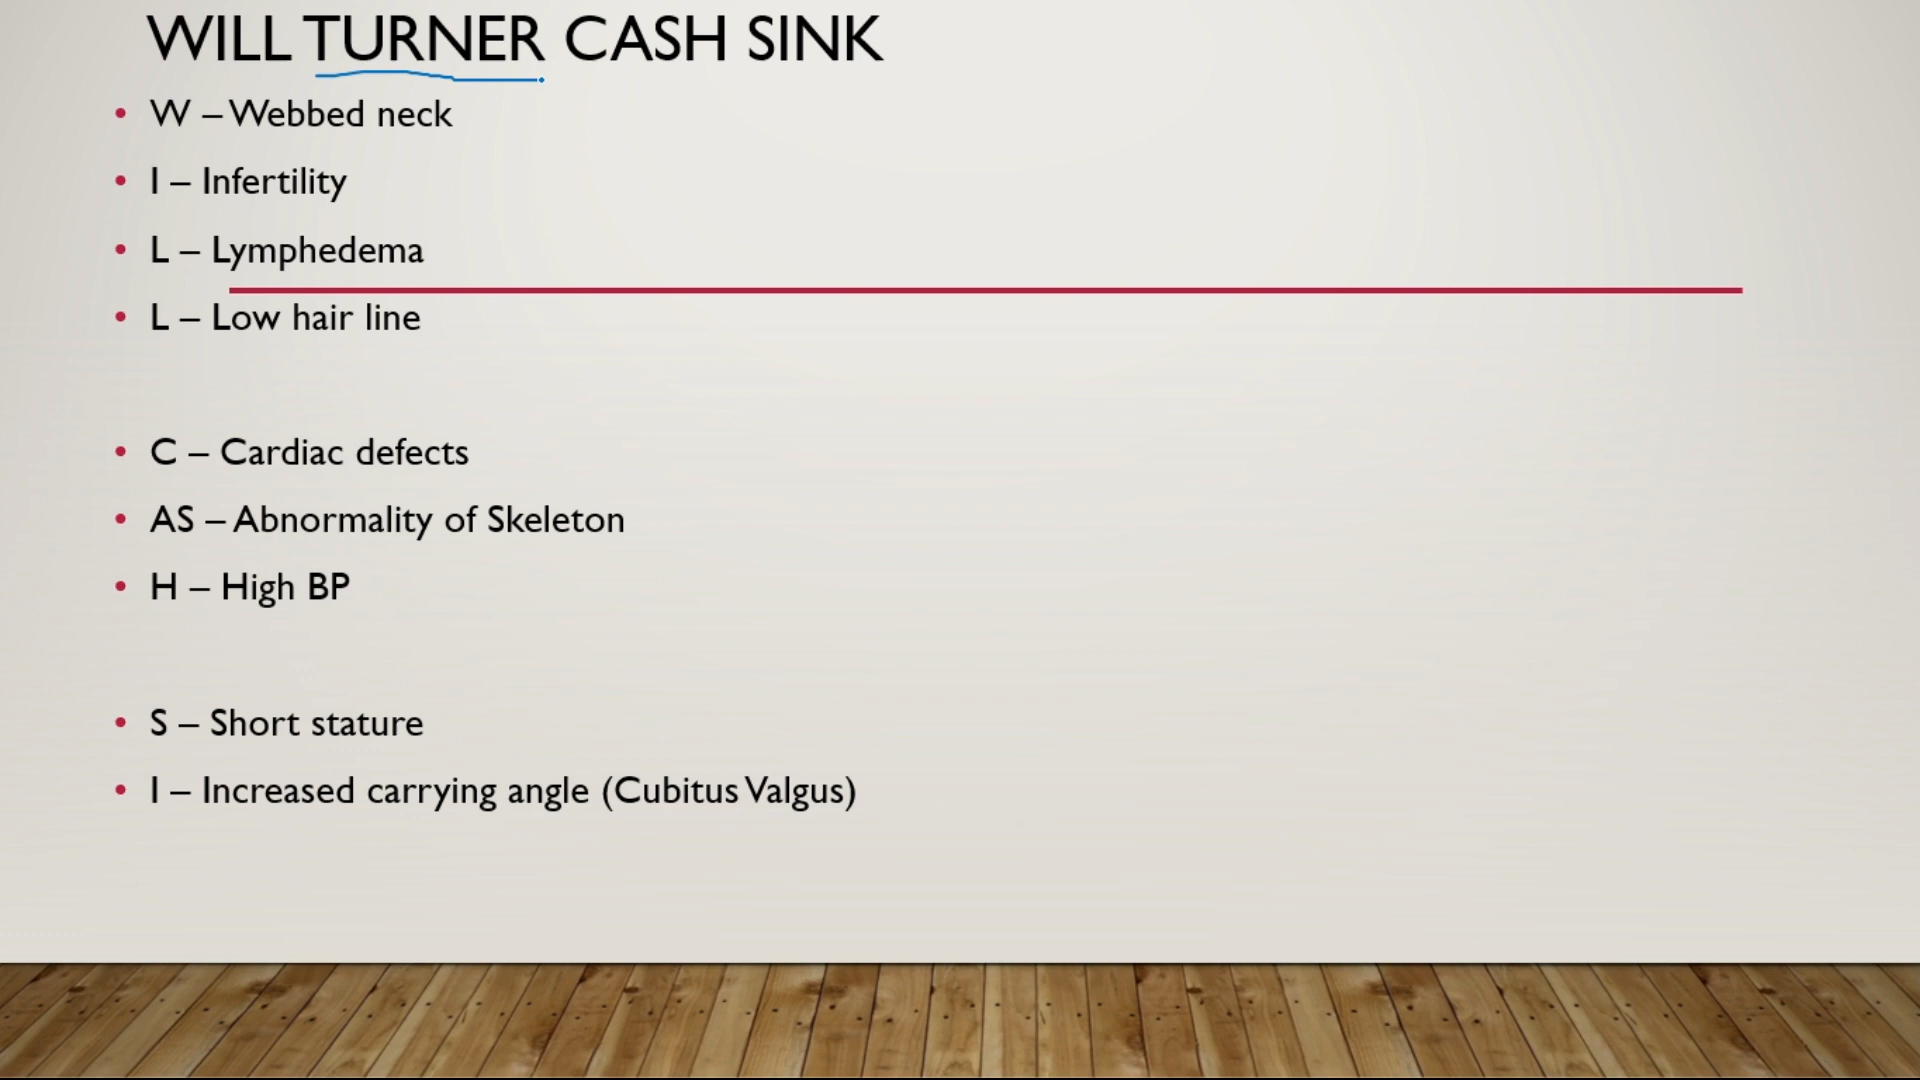 WILL TURNER CASH SINK
• W – Webbed neck
• I – Infertility
• L – Lymphedema
• L – Low hair line
• C – Cardiac defects
• AS – Abnormality of Skeleton
• H – High BP
• S – Short stature
• I – Increased carrying angle (Cubitus Valgus)